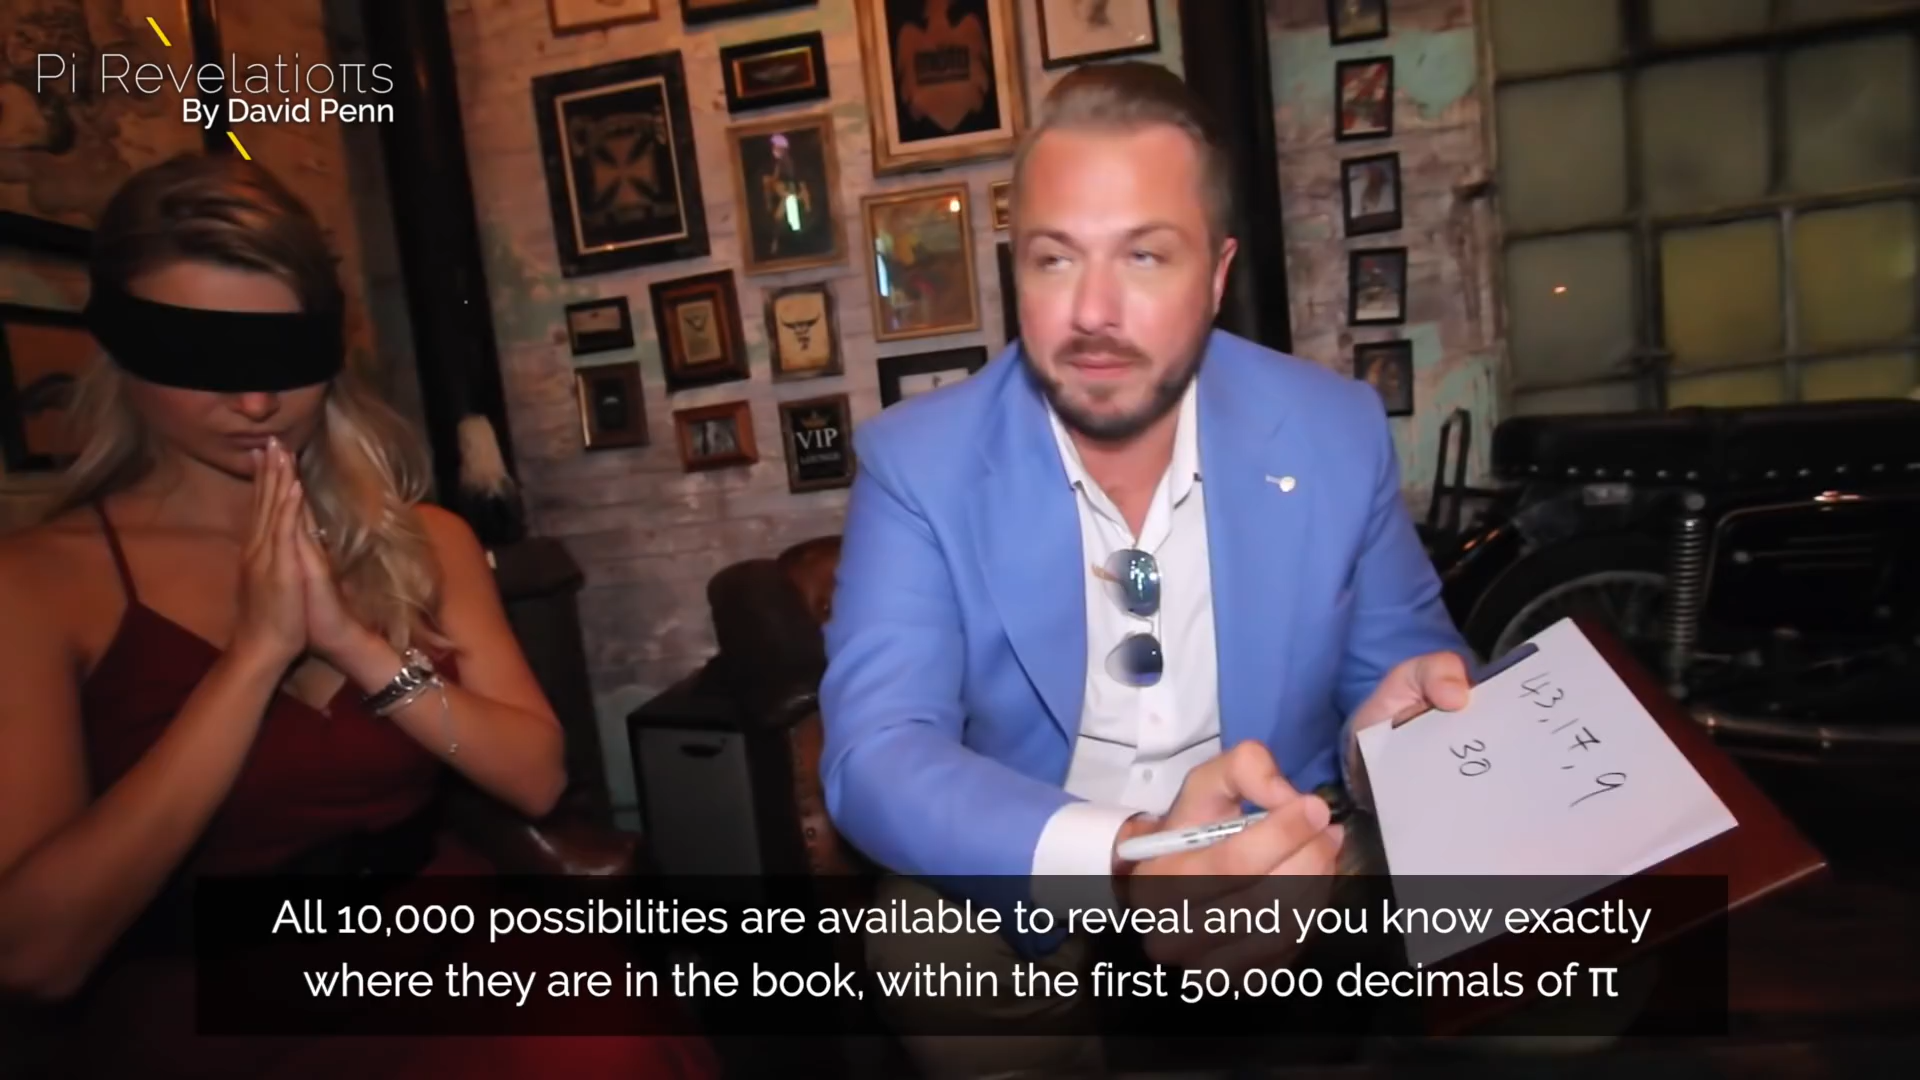 Pi Revelatioπs
By David Penn
VIP
LOUNGE
43,17,9
30
All 10,000 possibilities are available to reveal and you know exactly
where they are in the book, within the first 50,000 decimals of π